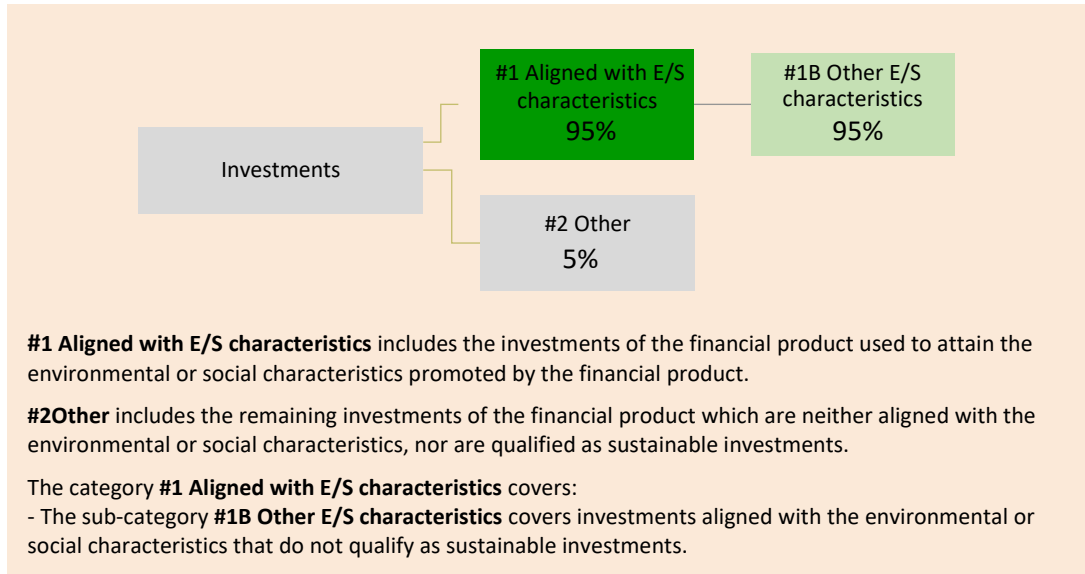 #1 Aligned with E/S
characteristics
95%
#1B Other E/S
characteristics
95%
Investments
#2 Other
5%
#1 Aligned with E/S characteristics includes the investments of the financial product used to attain the
environmental or social characteristics promoted by the financial product.
#2Other includes the remaining investments of the financial product which are neither aligned with the
environmental or social characteristics, nor are qualified as sustainable investments.
The category #1 Aligned with E/S characteristics covers:
- The sub-category #1B Other E/S characteristics covers investments aligned with the environmental or
social characteristics that do not qualify as sustainable investments.